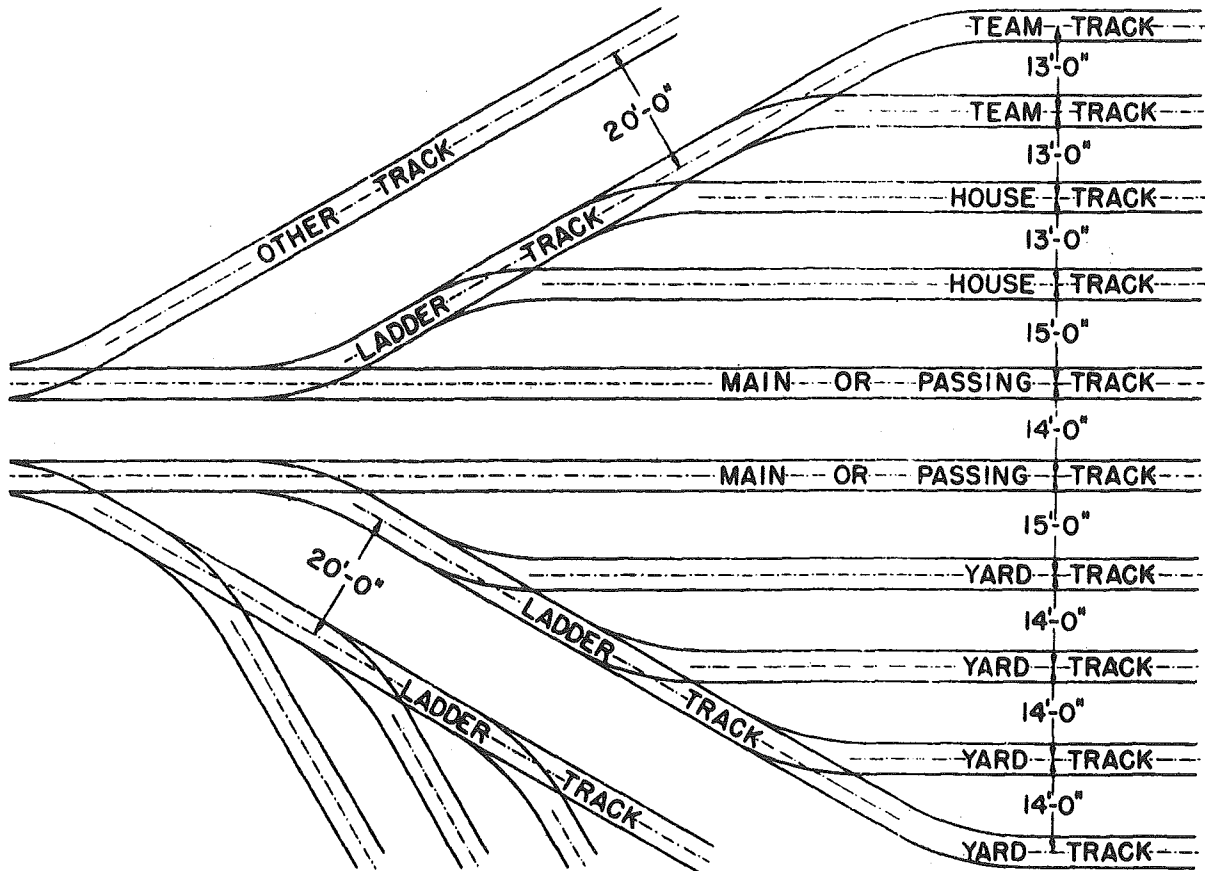 TEAM TRACK
13'-0"
20'-0"
TEAM TRACK
13'-0"
OTHER TRACK
HOUSE TRACK
LADDER TRACK
13'-0"
HOUSE TRACK
15'-0"
MAIN OR PASSING TRACK
14'-0"
MAIN OR PASSING TRACK
15'-0"
20'-0"
YARD TRACK
LADDER TRACK
14'-0"
YARD TRACK
LADDER TRACK
14'-0"
YARD TRACK
14'-0"
YARD TRACK